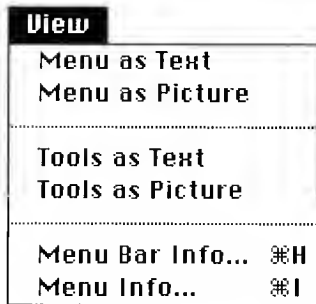 View
Menu as Text
Menu as Picture
Tools as Text
Tools as Picture
Menu Bar Info... ⌘H
Menu Info... ⌘I